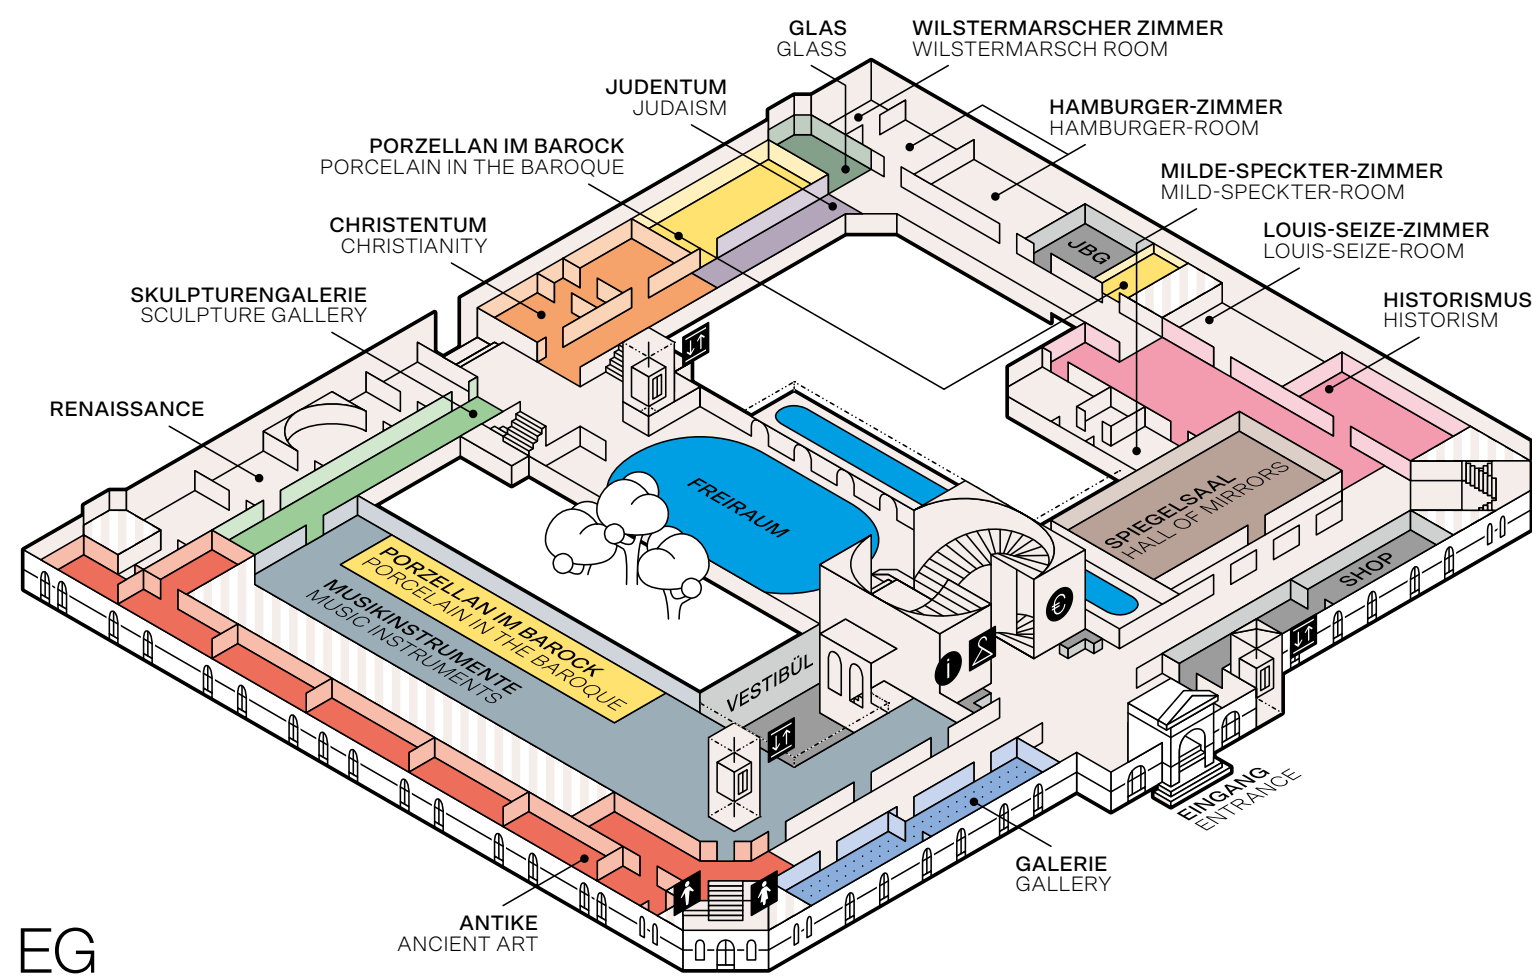 GLAS
GLASS
WILSTERMARSCHER ZIMMER
WILSTERMARSCH ROOM
JUDENTUM
JUDAISM
HAMBURGER-ZIMMER
HAMBURGER-ROOM
PORZELLAN IM BAROCK
PORCELAIN IN THE BAROQUE
MILDE-SPECKTER-ZIMMER
MILD-SPECKTER-ROOM
CHRISTENTUM
CHRISTIANITY
LOUIS-SEIZE-ZIMMER
LOUIS-SEIZE-ROOM
JBG
SKULPTURENGALERIE
SCULPTURE GALLERY
HISTORISMUS
HISTORISM
RENAISSANCE
FREIRAUM
SPIEGELSAAL
HALL OF MIRRORS
SHOP
PORZELLAN IM BAROCK
PORCELAIN IN THE BAROQUE
MUSIKINSTRUMENTE
MUSIC INSTRUMENTS
€
i
VESTIBÜL
EINGANG
ENTRANCE
GALERIE
GALLERY
ANTIKE
ANCIENT ART
EG